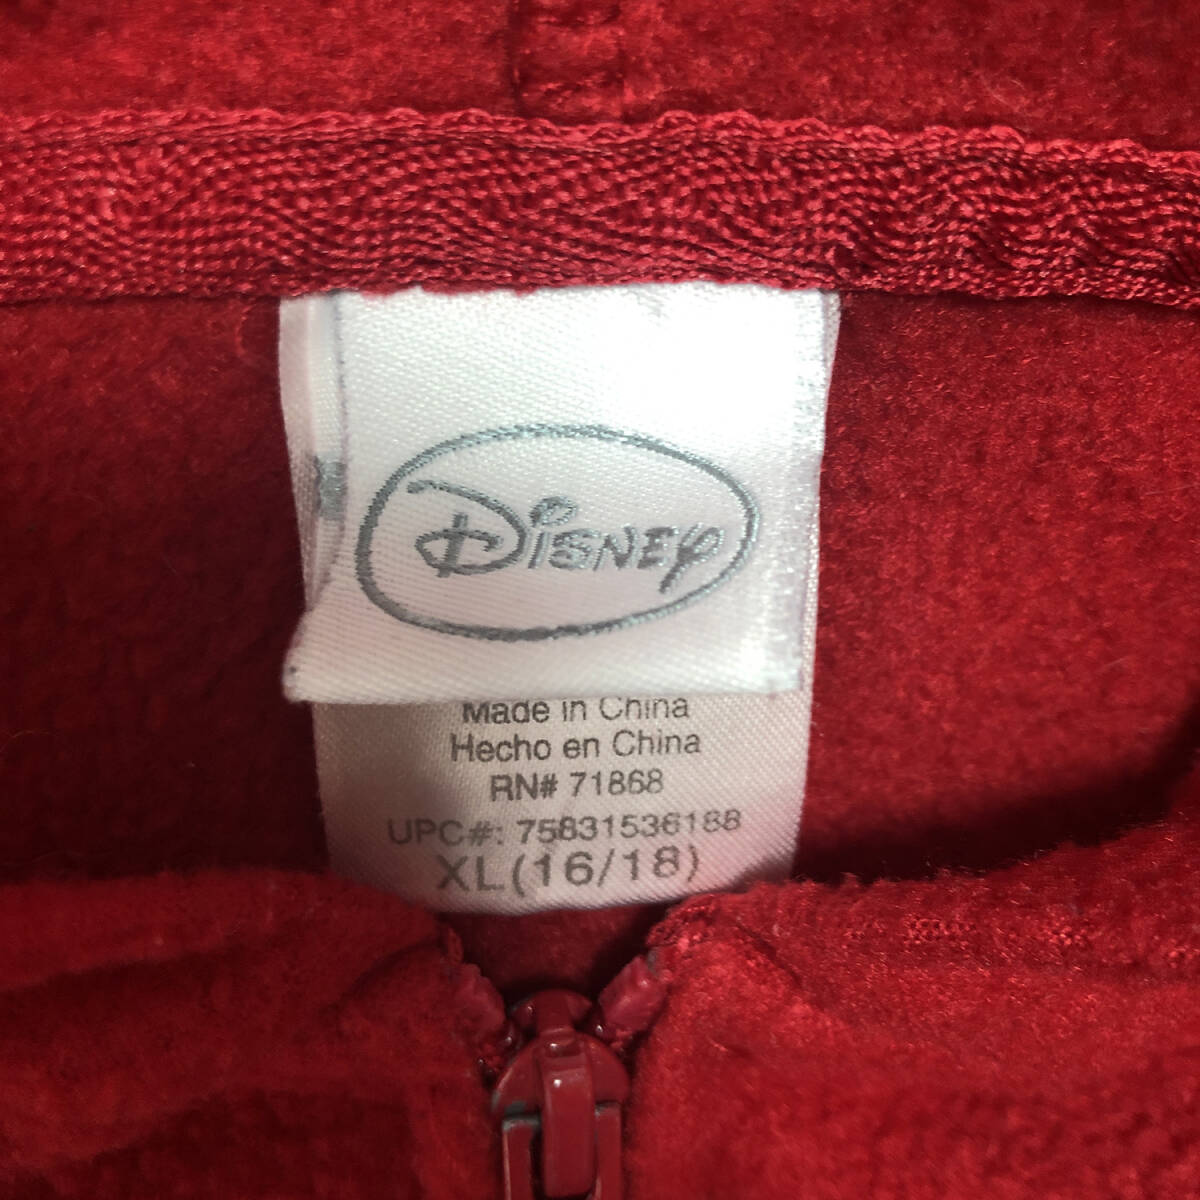 Disney
Made in China
Hecho en China
RN# 71868
UPC#: 75831536188
XL(16/18)